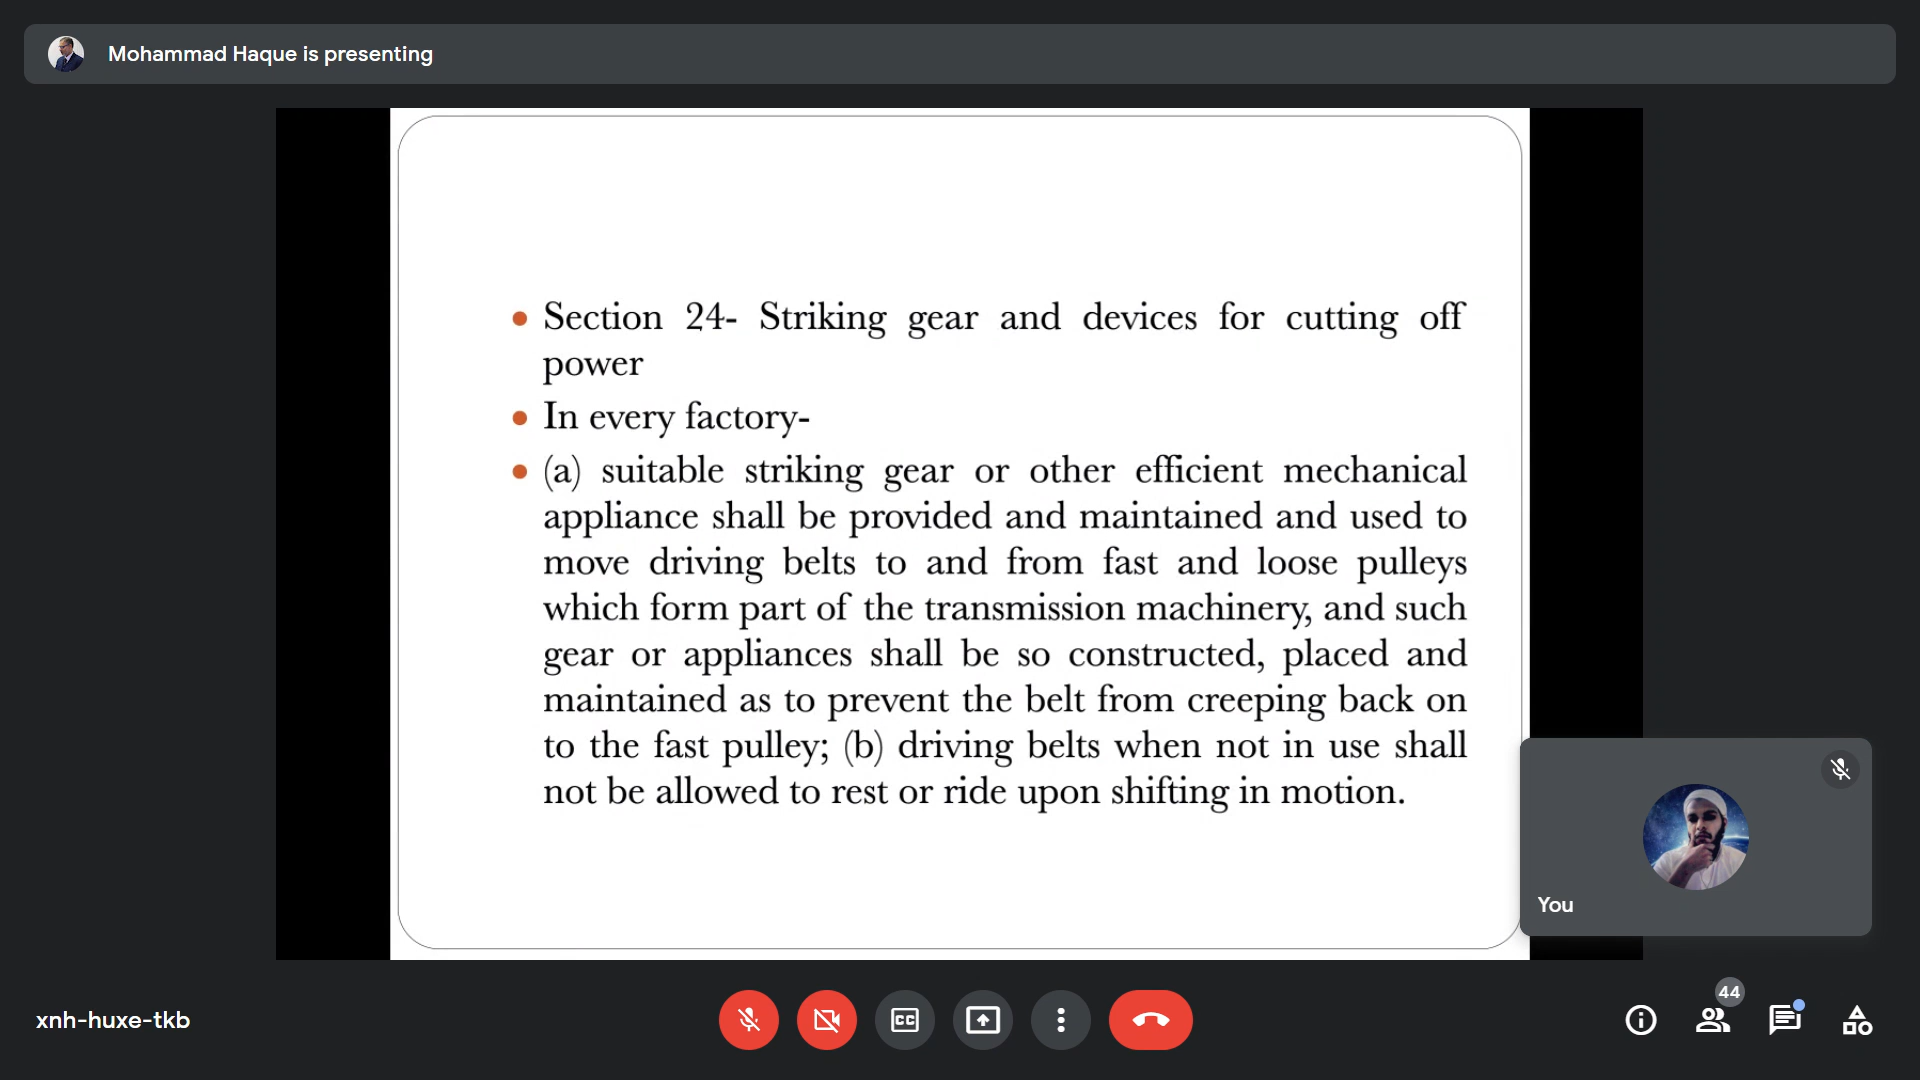 Mohammad Haque is presenting
Section 24- Striking gear and devices for cutting off
power
In every factory-
(a) suitable striking gear or other efficient mechanical
appliance shall be provided and maintained and used to
move driving belts to and from fast and loose pulleys
which form part of the transmission machinery, and such
gear or appliances shall be so constructed, placed and
maintained as to prevent the belt from creeping back on
to the fast pulley; (b) driving belts when not in use shall
not be allowed to rest or ride upon shifting in motion.
You
xnh-huxe-tkb
CC
44